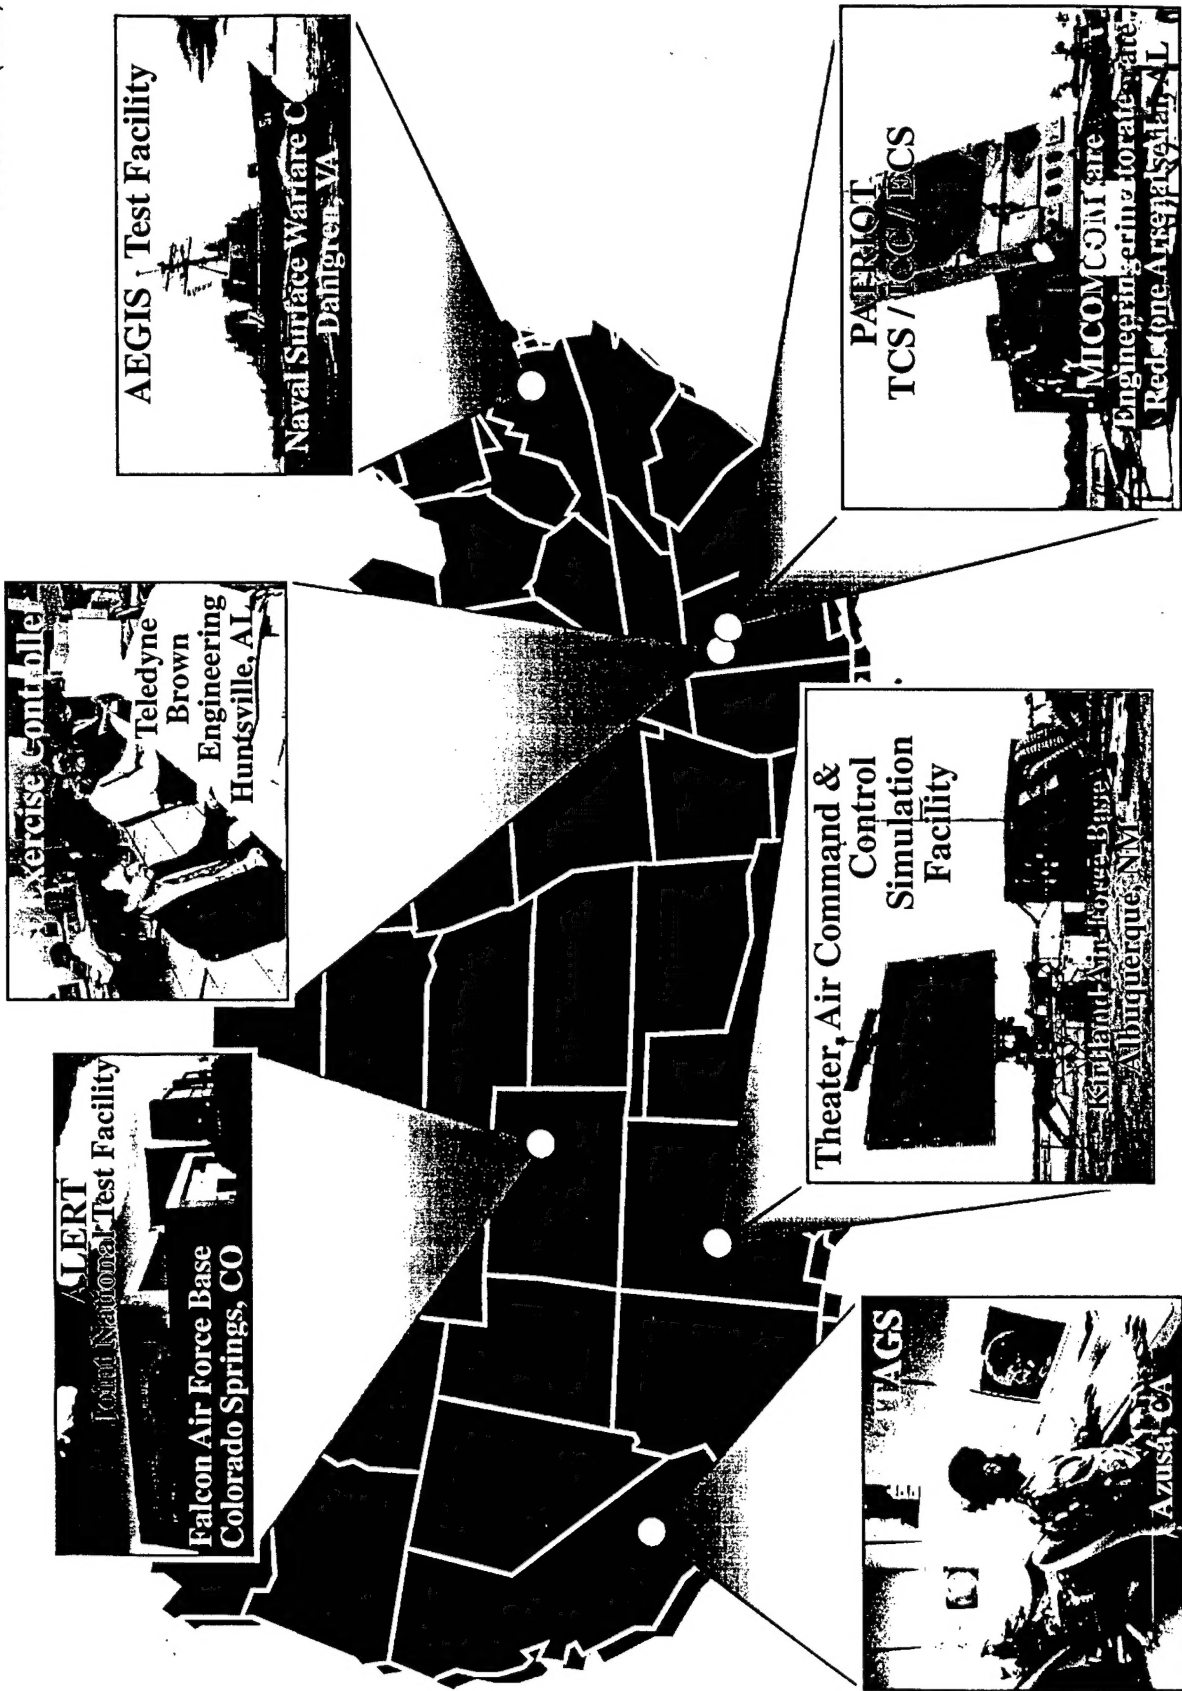 ALERT
Joint National Test Facility
Falcon Air Force Base
Colorado Springs, CO
Exercise Controller
Teledyne
Brown
Engineering
Huntsville, AL
AEGIS Test Facility
Naval Surface Warfare C
Dahlgren, VA
TAGS
Azusa, CA
Theater Air Command &
Control
Simulation
Facility
Kirtland Air Force Base
Albuquerque, NM
PATRIOT
TCS / ICC / ECS
MICOM
Engineering
Redstone Arsenal, AL